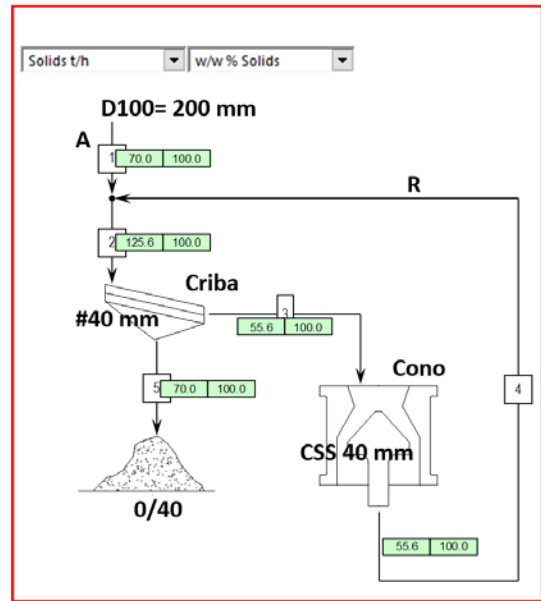 Solids t/h w/w % Solids
D100= 200 mm
A
1 70.0 100.0
R
2 125.6 100.0
Criba
3
#40 mm
55.6 100.0
Cono
5 70.0 100.0
4
CSS 40 mm
0/40
55.6 100.0